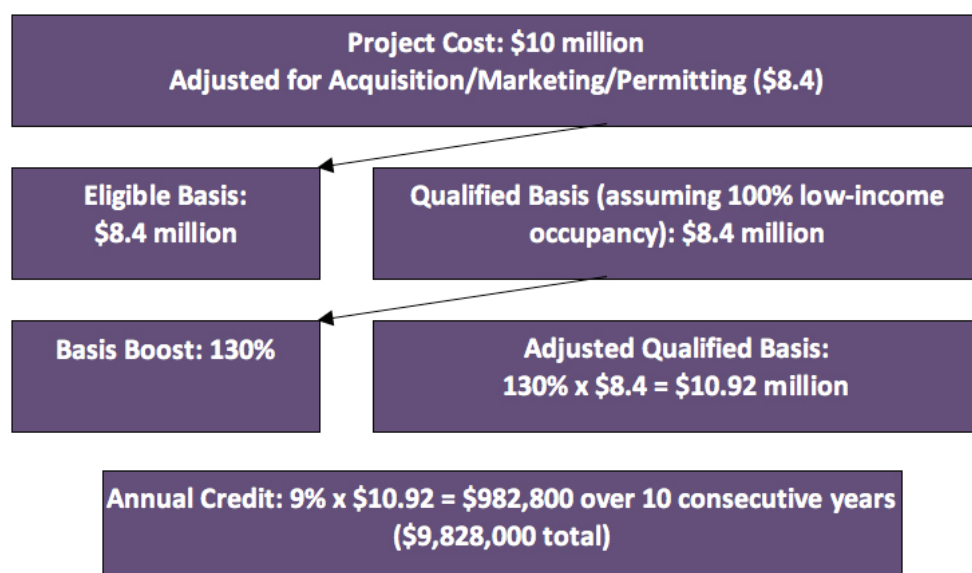 Project Cost: $10 million
Adjusted for Acquisition/Marketing/Permitting ($8.4)
Eligible Basis:
$8.4 million
Qualified Basis (assuming 100% low-income
occupancy): $8.4 million
Basis Boost: 130%
Adjusted Qualified Basis:
130% x $8.4 = $10.92 million
Annual Credit: 9% x $10.92 = $982,800 over 10 consecutive years
($9,828,000 total)